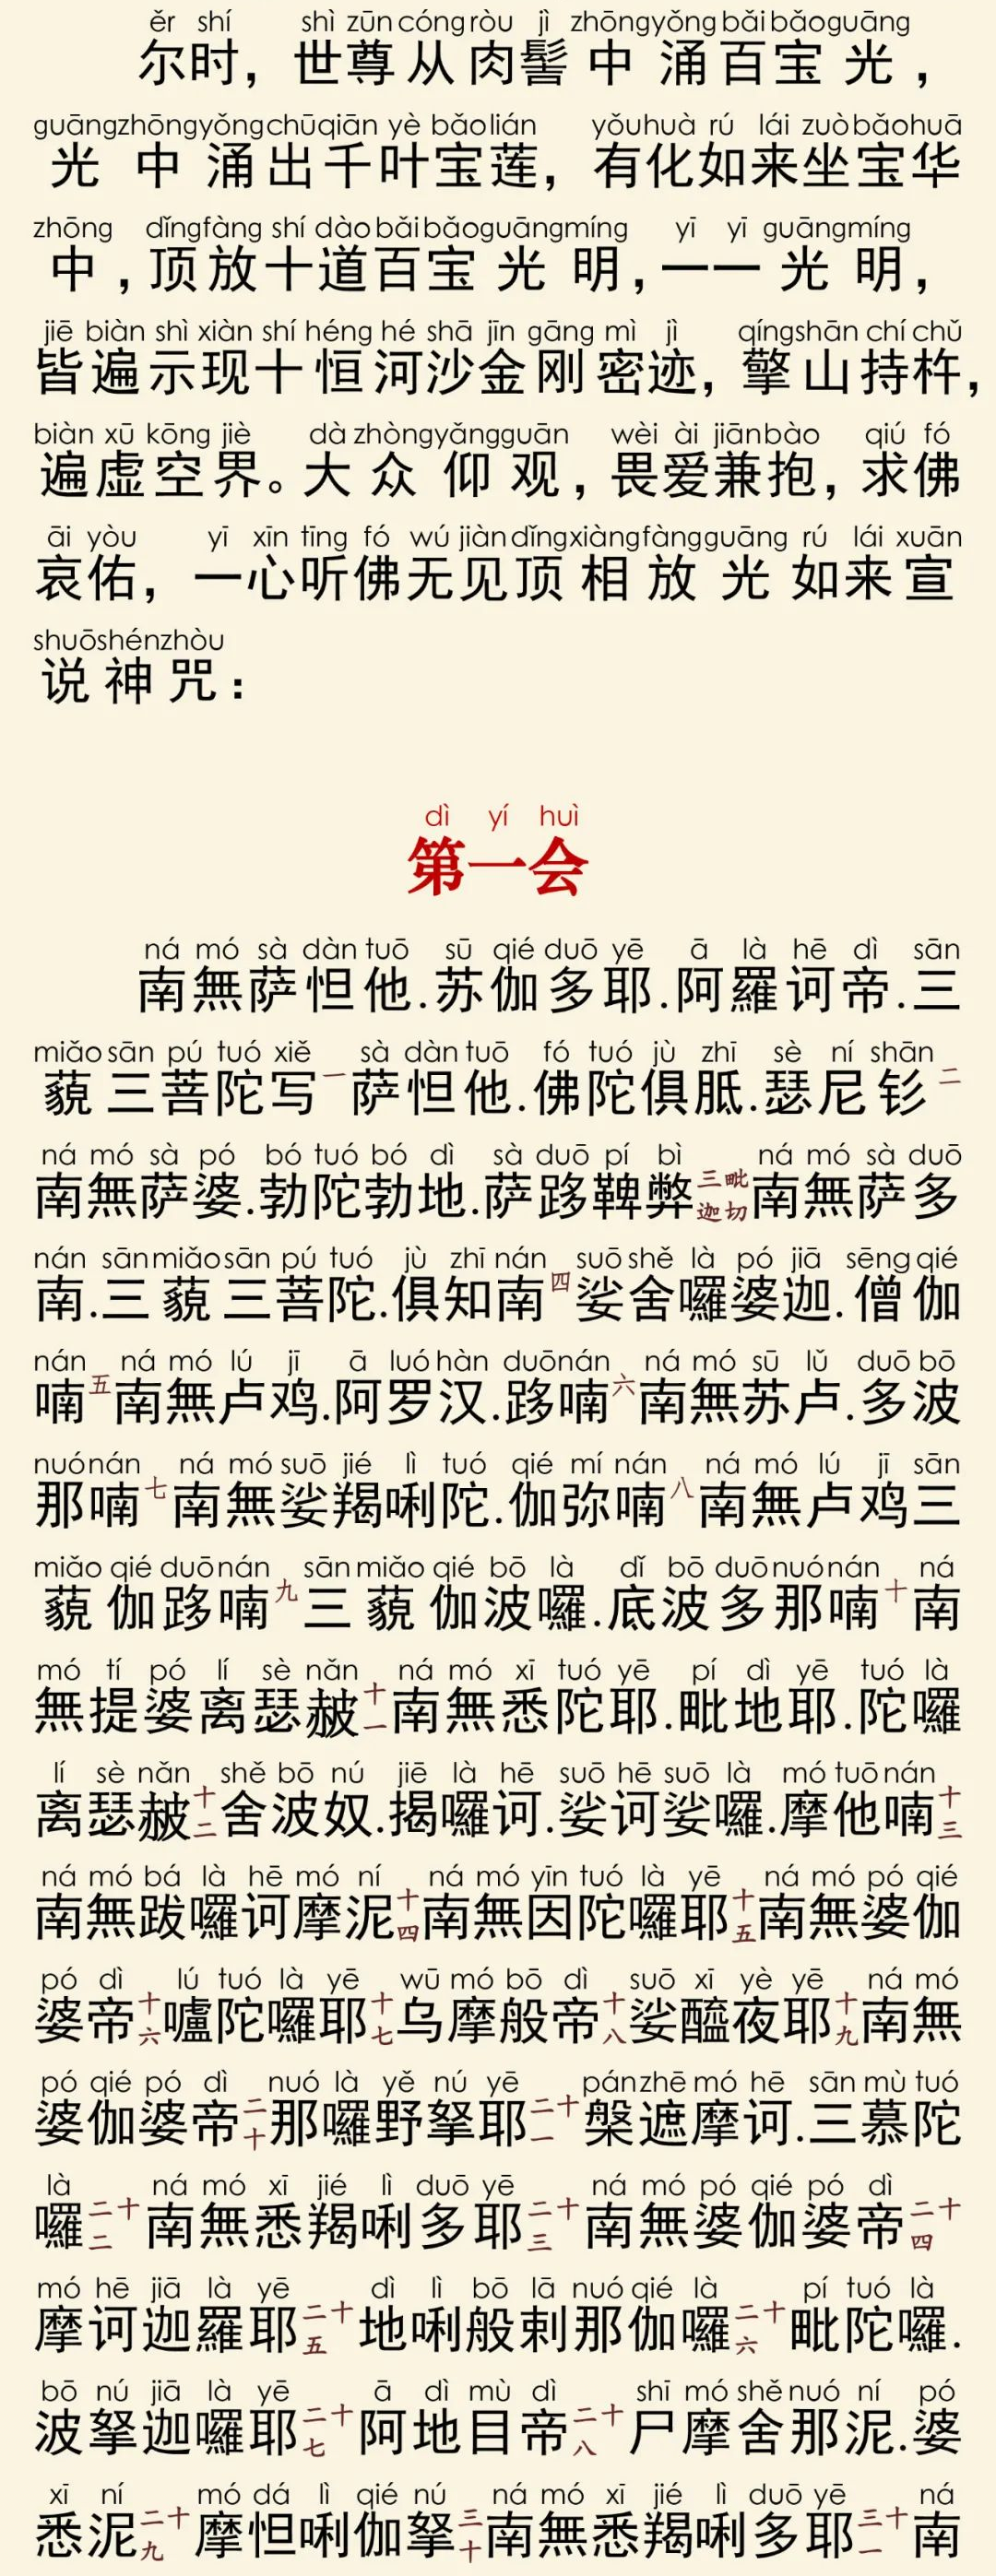 ěr shí shì zūn cóng ròu jì zhōng yǒng bǎi bǎo guāng
尔时，世尊从肉髻中涌百宝光，
guāng zhōng yǒng chū qiān yè bǎo lián yǒu huà rú lái zuò bǎo huā
光中涌出千叶宝莲，有化如来坐宝华
zhōng dǐng fàng shí dào bǎi bǎo guāng míng yī yī guāng míng
中，顶放十道百宝光明，一一光明，
jiē biàn shì xiàn shí héng hé shā jīn gāng mì jì qíng shān chí chǔ
皆遍示现十恒河沙金刚密迹，擎山持杵，
biàn xū kōng jiè dà zhòng yǎng guān wèi ài jiān bào qiú fó
遍虚空界。大众仰观，畏爱兼抱，求佛
āi yòu yī xīn tīng fó wú jiàn dǐng xiàng fàng guāng rú lái xuān
哀佑，一心听佛无见顶相放光如来宣
shuō shén zhòu
说神咒：
dì yí huì
第一会
ná mó sà dàn tuō sū qié duō yē ā là hē dì sān
南無萨怛他.苏伽多耶.阿羅诃帝.三
miǎo sān pú tuó xiě sà dàn tuō fó tuó jù zhī sè ní shān
藐三菩陀写一萨怛他.佛陀俱胝.瑟尼钐二
ná mó sà pó bó tuó bó dì sà duō pí bì ná mó sà duō
南無萨婆.勃陀勃地.萨跢鞞弊三毗迦切南無萨多
nán sān miǎo sān pú tuó jù zhī nán suō shě là pó jiā sēng qié
南.三藐三菩陀.俱知南四娑舍囉婆迦.僧伽
nán ná mó lú jī ā luó hàn duō nán ná mó sū lǔ duō bō
喃五南無卢鸡.阿罗汉.跢喃六南無苏卢.多波
nuó nán ná mó suō jié lì tuó qié mí nán ná mó lú jī sān
那喃七南無娑羯唎陀.伽弥喃八南無卢鸡三
miǎo qié duō nán sān miǎo qié bō là dǐ bō duō nuó nán ná
藐伽跢喃九三藐伽波囉.底波多那喃十南
mó tí pó lí sè nǎn ná mó xī tuó yē pí dì yē tuó là
無提婆离瑟赧十一南無悉陀耶.毗地耶.陀囉
lí sè nǎn shě bō nú jiē là hē suō hē suō là mó tuō nán
离瑟赧十二舍波奴.揭囉诃.娑诃娑囉.摩他喃十三
ná mó bá là hē mó ní ná mó yīn tuó là yē ná mó pó qié
南無跋囉诃摩泥十四南無因陀囉耶十五南無婆伽
pó dì lú tuó là yē wū mó bō dì suō xī yè yē ná mó
婆帝十六嚧陀囉耶十七乌摩般帝十八娑醯夜耶十九南無
pó qié pó dì nuó là yě nú yē pán zhē mó hē sān mù tuó
婆伽婆帝二十那囉野拏耶二十一槃遮摩诃.三慕陀
là ná mó xī jié lì duō yē ná mó pó qié pó dì
囉二十二南無悉羯唎多耶二十三南無婆伽婆帝二十四
mó hē jiā là yē dì lì bō lā nuó qié là pí tuó là
摩诃迦羅耶二十五地唎般剌那伽囉二十六毗陀囉.
bō nú jiā là yē ā dì mù dì shī mó shě nuó ní pó
波拏迦囉耶二十七阿地目帝二十八尸摩舍那泥.婆
xī ní mó dá lì qié nú ná mó xī jié lì duō yē ná
悉泥二十九摩怛唎伽拏三十南無悉羯唎多耶三十一南